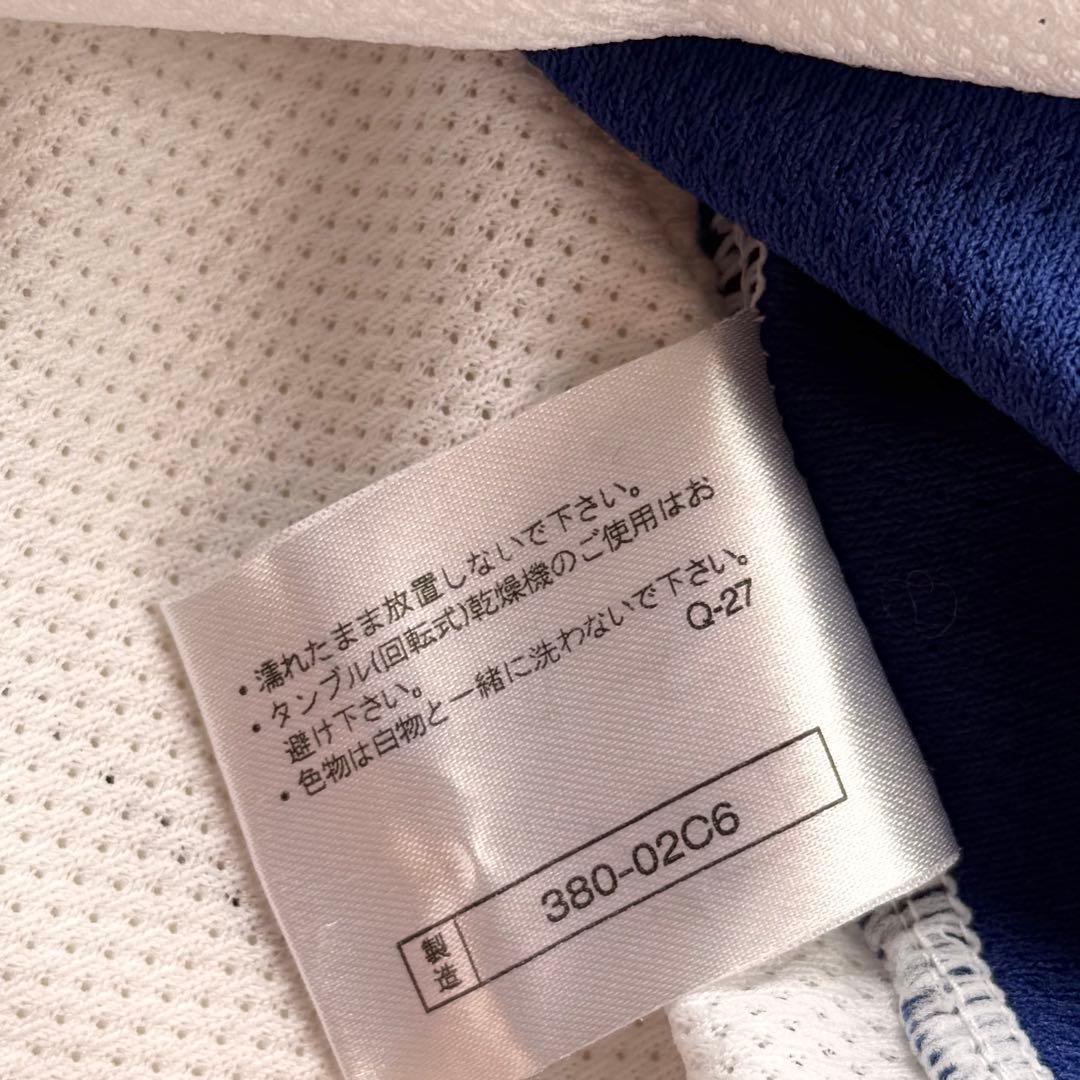 ・濡れたまま放置しないで下さい。
・タンブル(回転式)乾燥機のご使用はお
避け下さい。
・色物は白物と一緒に洗わないで下さい。
Q-27
製造 380-02C6